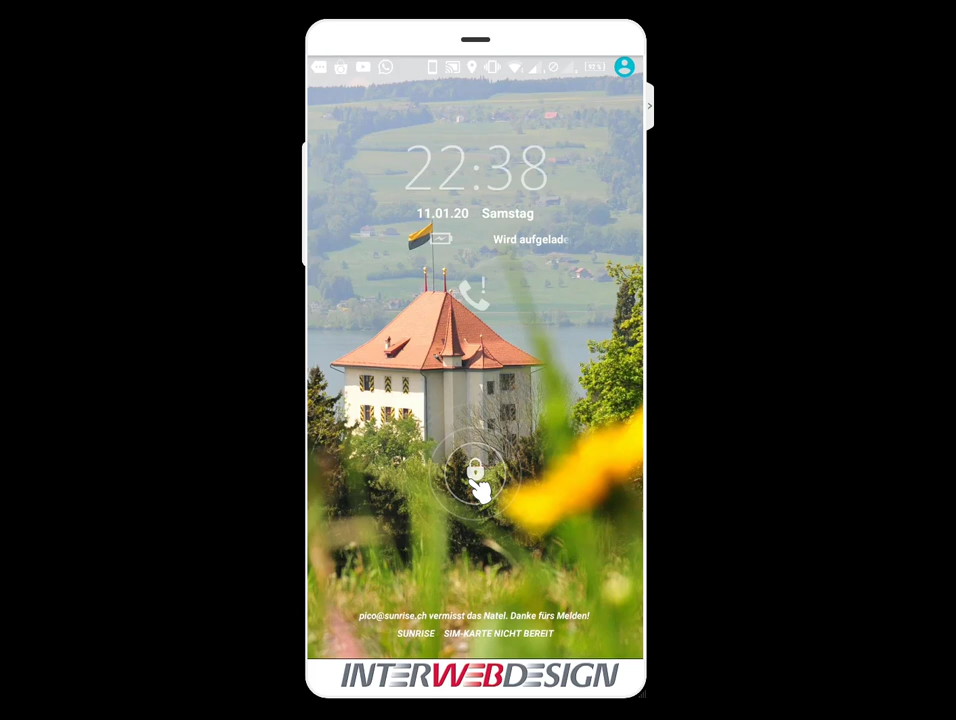 92 %
22:38
11.01.20 Samstag
Wird aufgelade
pico@sunrise.ch vermisst das Natel. Danke fürs Melden!
SUNRISE SIM-KARTE NICHT BEREIT
INTERWEBDESIGN